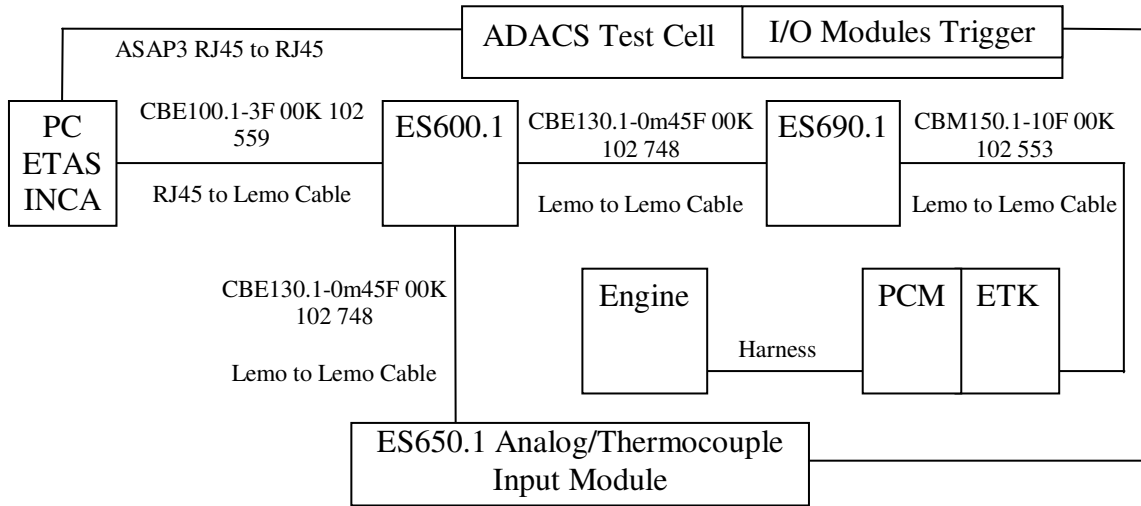 ADACS Test Cell
I/O Modules Trigger
ASAP3 RJ45 to RJ45
PC
ETAS
INCA
CBE100.1-3F 00K 102
559
RJ45 to Lemo Cable
ES600.1
CBE130.1-0m45F 00K
102 748
Lemo to Lemo Cable
ES690.1
CBM150.1-10F 00K
102 553
Lemo to Lemo Cable
CBE130.1-0m45F 00K
102 748
Lemo to Lemo Cable
Engine
Harness
PCM
ETK
ES650.1 Analog/Thermocouple
Input Module